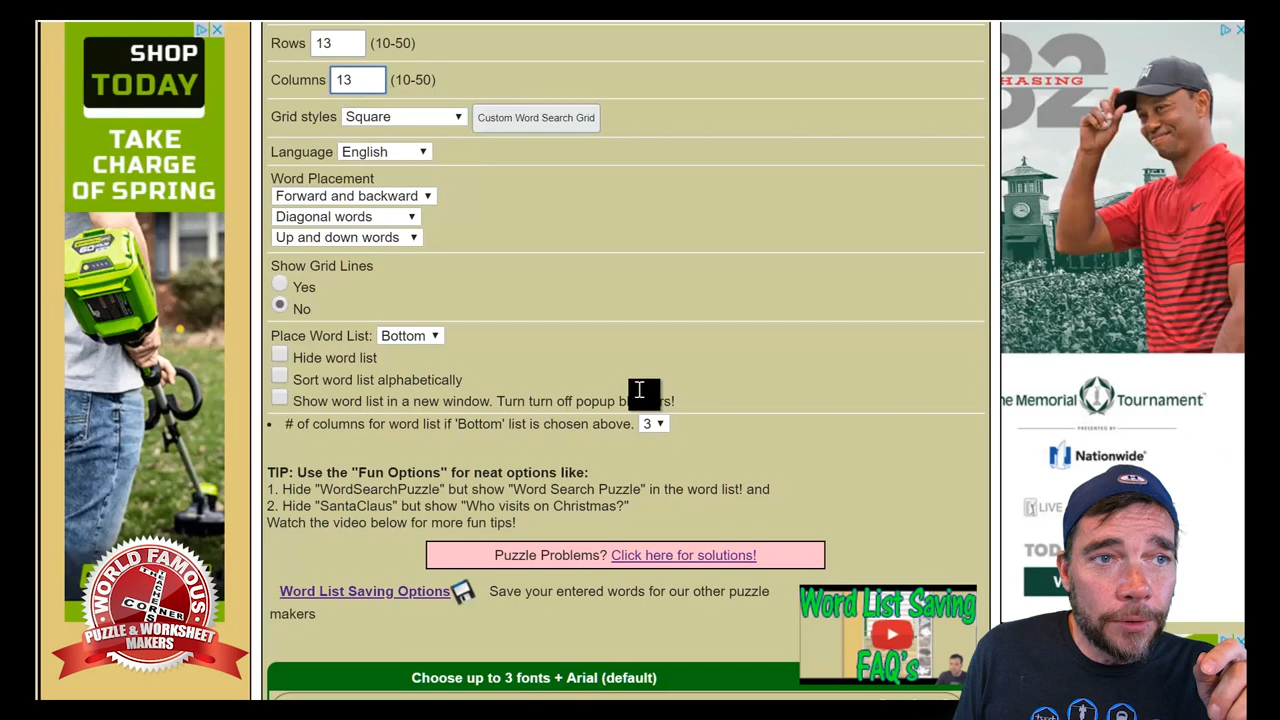 SHOP
TODAY
TAKE
CHARGE
OF SPRING
WORLD FAMOUS
TEACHERS
CORNER
PUZZLE & WORKSHEET
MAKERS
Rows 13 (10-50)
Columns 13 (10-50)
Grid styles Square Custom Word Search Grid
Language English
Word Placement
Forward and backward
Diagonal words
Up and down words
Show Grid Lines
Yes
No
Place Word List: Bottom
Hide word list
Sort word list alphabetically
Show word list in a new window. Turn turn off popup
# of columns for word list if 'Bottom' list is chosen above. 3
TIP: Use the "Fun Options" for neat options like:
1. Hide "WordSearchPuzzle" but show "Word Search Puzzle" in the word list! and
2. Hide "SantaClaus" but show "Who visits on Christmas?"
Watch the video below for more fun tips!
Puzzle Problems? Click here for solutions!
Word List Saving Options Save your entered words for our other puzzle
makers
Word List Saving
FAQ's
Choose up to 3 fonts + Arial (default)
82
HASING
he Memorial Tournament
PRESENTED BY
Nationwide
LIVE
TOD